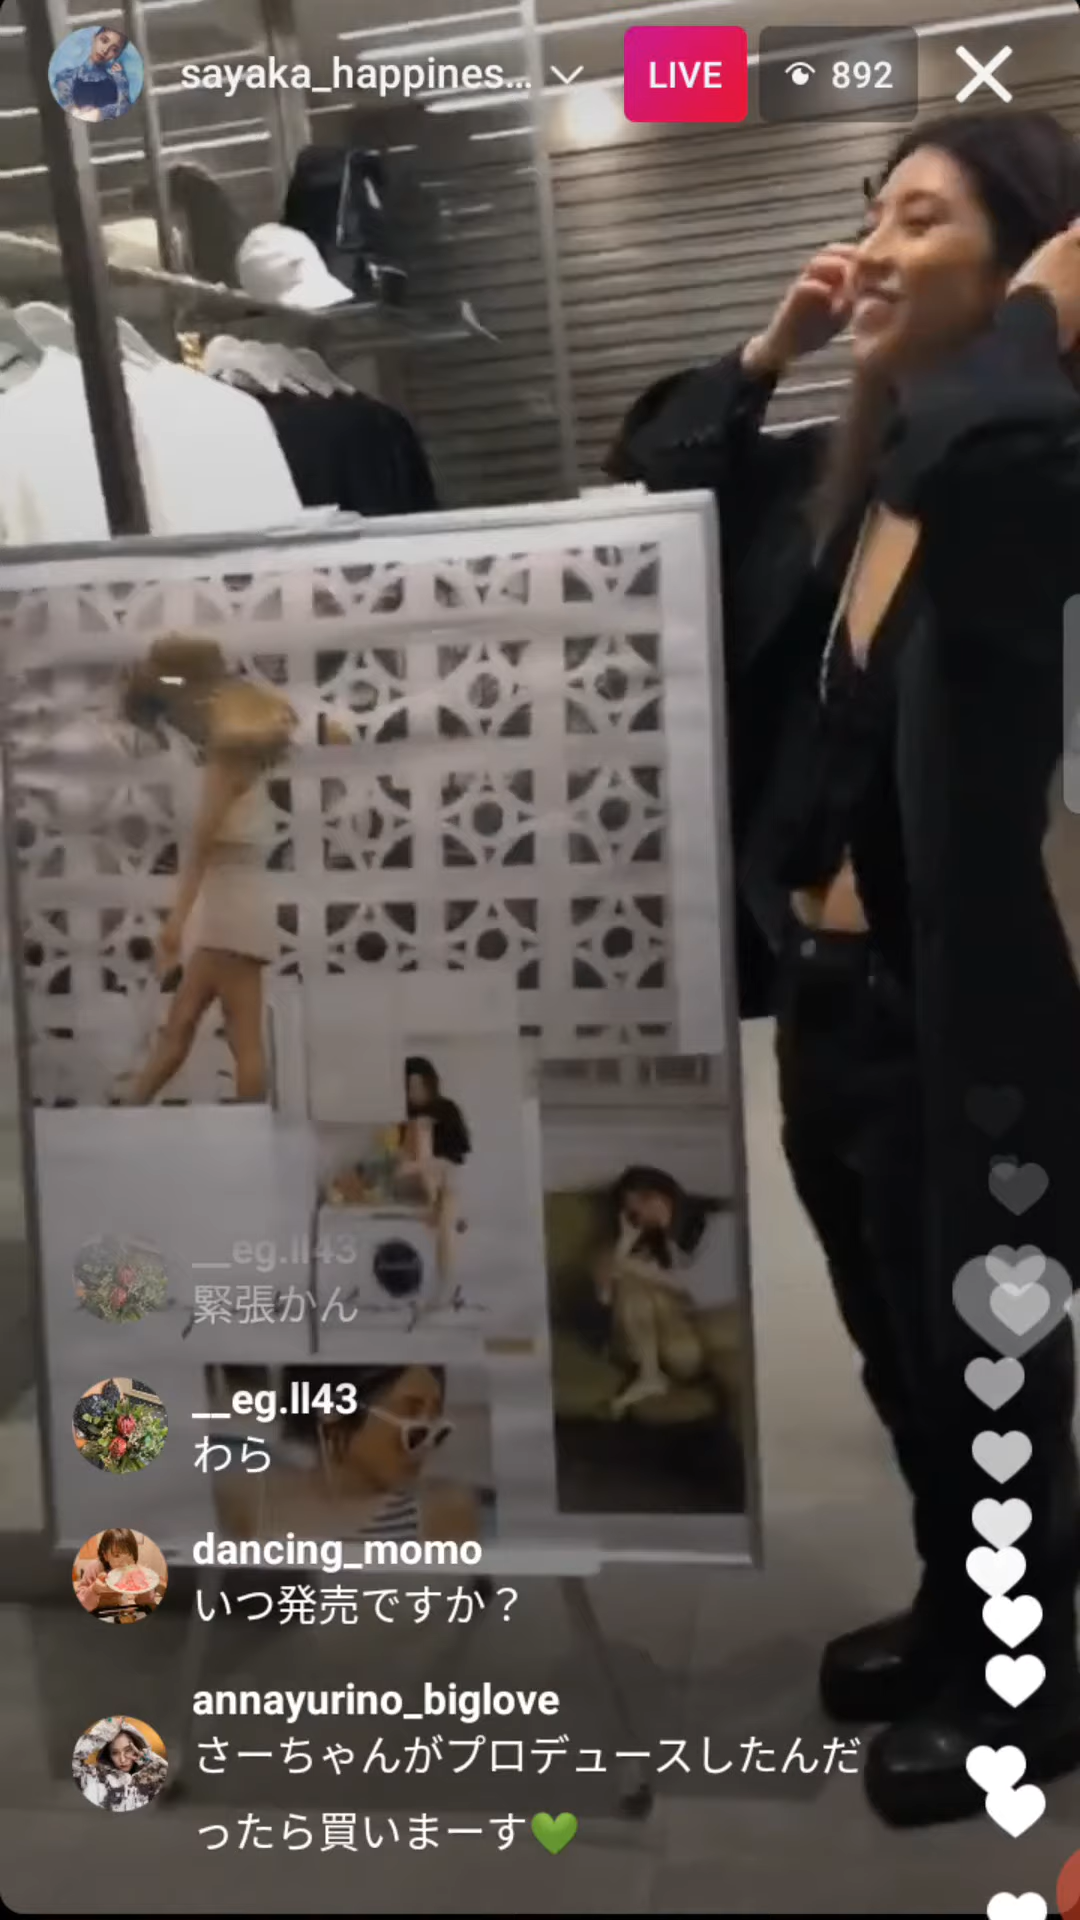 sayaka_happines...
LIVE
892
__eg.ll43
緊張かん
__eg.ll43
わら
dancing_momo
いつ発売ですか？
annayurino_biglove
さーちゃんがプロデュースしたんだ
ったら買いまーす💚